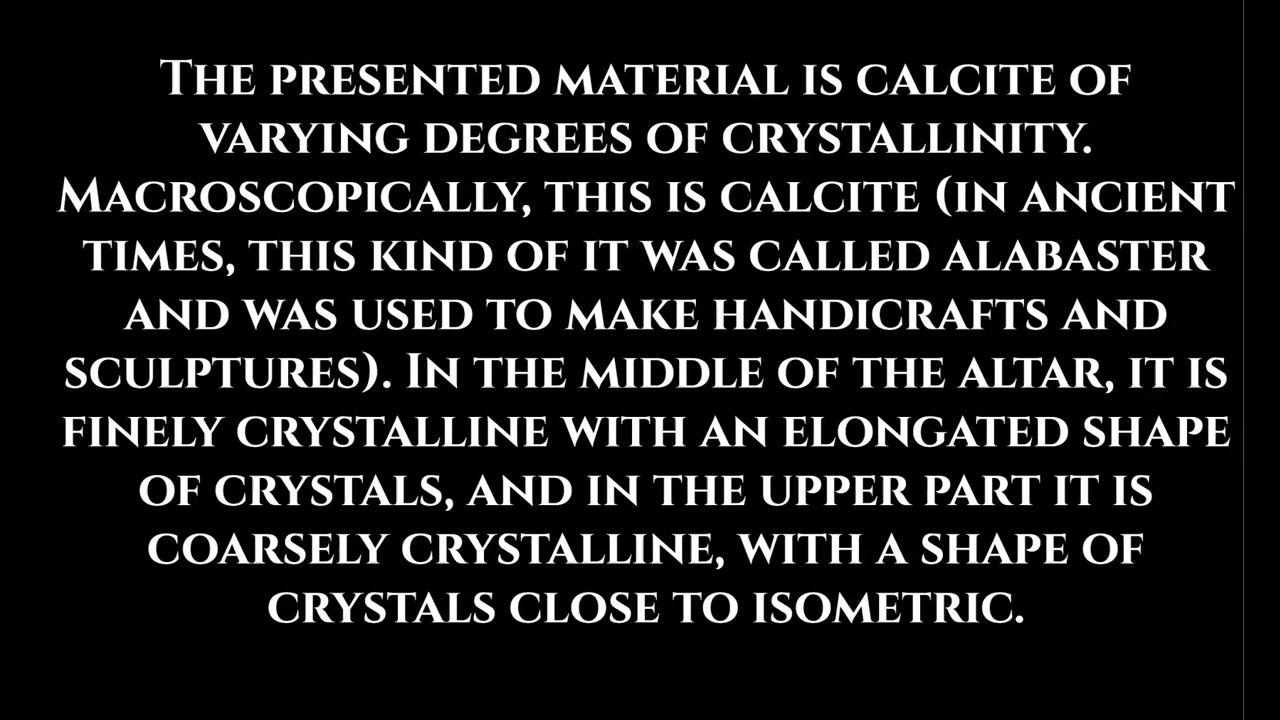 The presented material is calcite of
varying degrees of crystallinity.
Macroscopically, this is calcite (in ancient
times, this kind of it was called alabaster
and was used to make handicrafts and
sculptures). In the middle of the altar, it is
finely crystalline with an elongated shape
of crystals, and in the upper part it is
coarsely crystalline, with a shape of
crystals close to isometric.